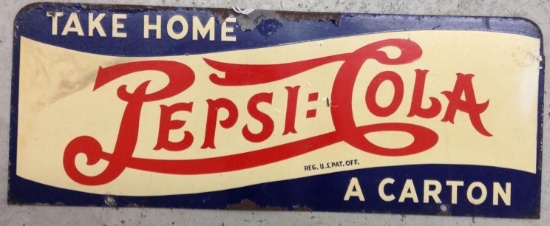 TAKE HOME
PEPSI:COLA
REG. U.S. PAT. OFF.
A CARTON